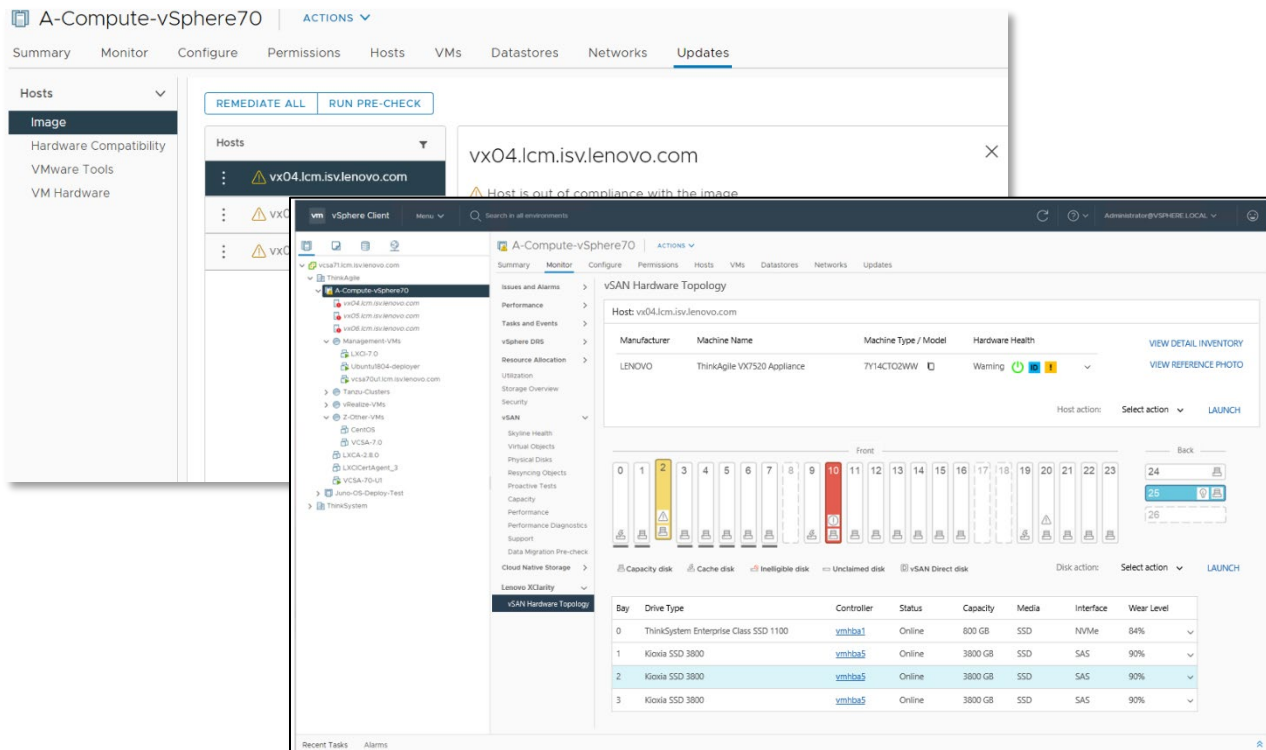 A-Compute-vSphere70 ACTIONS
Summary Monitor Configure Permissions Hosts VMs Datastores Networks Updates
Hosts
Image
Hardware Compatibility
VMware Tools
VM Hardware
REMEDIATE ALL RUN PRE-CHECK
Hosts
vx04.lcm.isv.lenovo.com
vx0
vx0
vx04.lcm.isv.lenovo.com
Host is out of compliance with the image
vm vSphere Client Menu Search in all environments Administrator@VSPHERE.LOCAL
vcsa71.lcm.isv.lenovo.com
ThinkAgile
A-Compute-vSphere70
vx04.lcm.isv.lenovo.com
vx05.lcm.isv.lenovo.com
vx06.lcm.isv.lenovo.com
Management-VMs
LXCI-7.0
Ubuntu1804-deployer
vcsa70u1.lcm.isv.lenovo.com
Tanzu-Clusters
vRealize-VMs
Z-Other-VMs
CentOS
VCSA-7.0
LXCA-2.8.0
LXCICertAgent_3
VCSA-70-U1
Juno-OS-Deploy-Test
ThinkSystem
A-Compute-vSphere70 ACTIONS
Summary Monitor Configure Permissions Hosts VMs Datastores Networks Updates
Issues and Alarms
Performance
Tasks and Events
vSphere DRS
Resource Allocation
Utilization
Storage Overview
Security
vSAN
Skyline Health
Virtual Objects
Physical Disks
Resyncing Objects
Proactive Tests
Capacity
Performance
Performance Diagnostics
Support
Data Migration Pre-check
Cloud Native Storage
Lenovo XClarity
vSAN Hardware Topology
vSAN Hardware Topology
Host: vx04.lcm.isv.lenovo.com
Manufacturer Machine Name Machine Type / Model Hardware Health
LENOVO ThinkAgile VX7520 Appliance 7Y14CTO2WW Warning
VIEW DETAIL INVENTORY
VIEW REFERENCE PHOTO
Host action: Select action LAUNCH
Front Back
0 1 2 3 4 5 6 7 8 9 10 11 12 13 14 15 16 17 18 19 20 21 22 23
24
25
26
Capacity disk Cache disk Ineligible disk Unclaimed disk vSAN Direct disk Disk action: Select action LAUNCH
Bay Drive Type Controller Status Capacity Media Interface Wear Level
0 ThinkSystem Enterprise Class SSD 1100 vmhba1 Online 800 GB SSD NVMe 84%
1 Kioxia SSD 3800 vmhba5 Online 3800 GB SSD SAS 90%
2 Kioxia SSD 3800 vmhba5 Online 3800 GB SSD SAS 90%
3 Kioxia SSD 3800 vmhba5 Online 3800 GB SSD SAS 90%
Recent Tasks Alarms